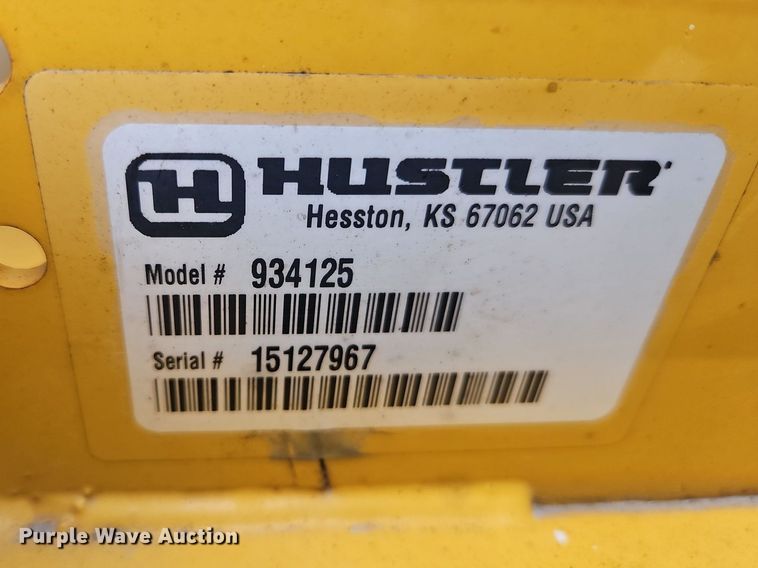 H HUSTLER
Hesston, KS 67062 USA
Model # 934125
Serial # 15127967
Purple Wave Auction